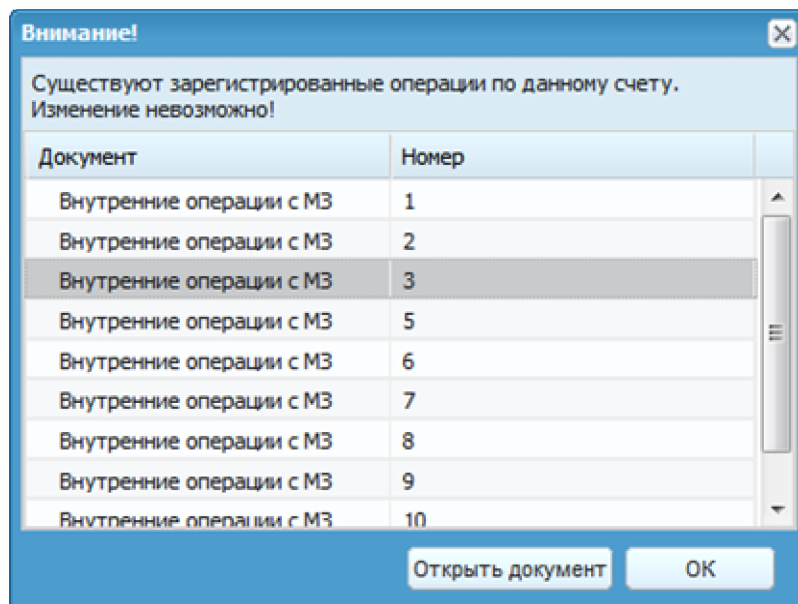 Внимание!
Существуют зарегистрированные операции по данному счету.
Изменение невозможно!
Документ Номер
Внутренние операции с МЗ 1
Внутренние операции с МЗ 2
Внутренние операции с МЗ 3
Внутренние операции с МЗ 5
Внутренние операции с МЗ 6
Внутренние операции с МЗ 7
Внутренние операции с МЗ 8
Внутренние операции с МЗ 9
Внутренние операции с МЗ 10
Открыть документ ОК